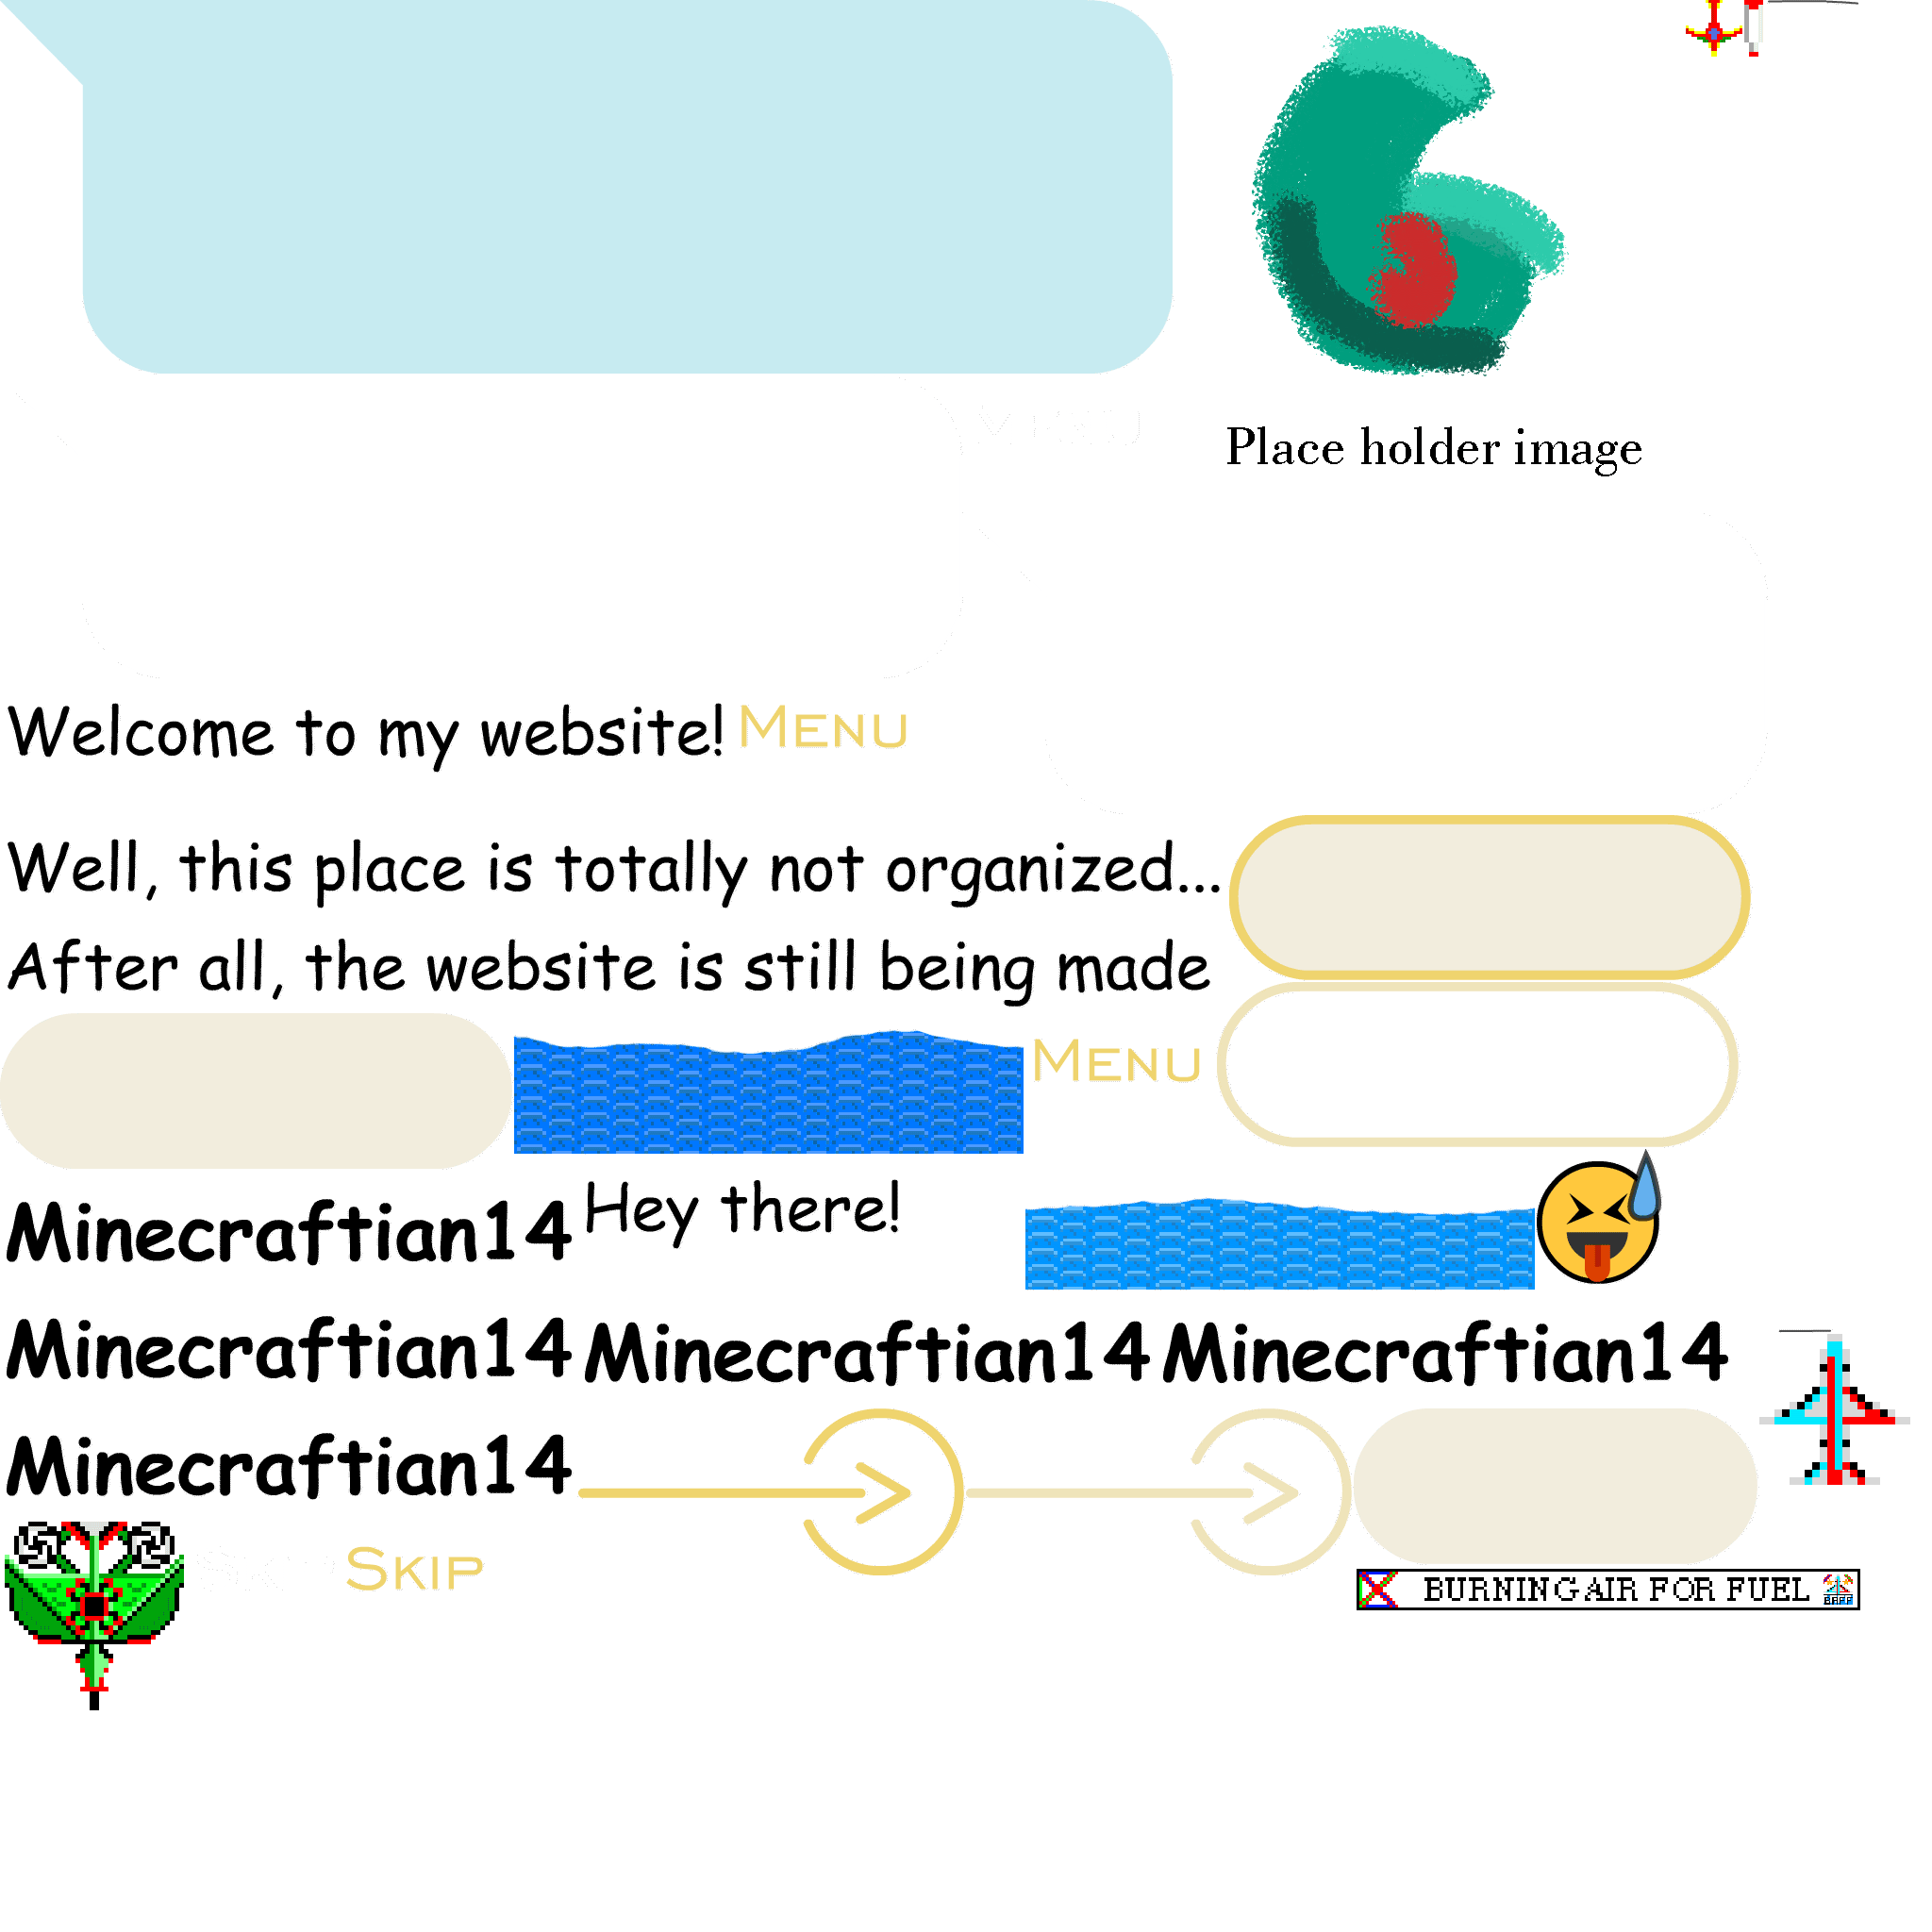 Place holder image
Welcome to my website! MENU
Well, this place is totally not organized...
After all, the website is still being made
MENU
Minecraftian14 Hey there!
Minecraftian14 Minecraftian14 Minecraftian14
Minecraftian14
SKIP
BURNING AIR FOR FUEL